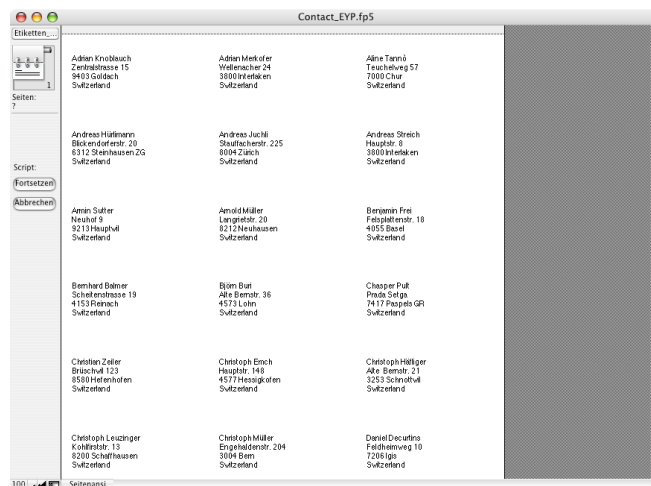 Contact_EYP.fp5
Etiketten_...
1
Seiten:
?
Script:
Fortsetzen
Abbrechen
Adrian Knoblauch
Zentralstrasse 15
9403 Goldach
Switzerland
Adrian Merkofer
Wellenacher 24
3800 Interlaken
Switzerland
Aline Tannò
Teuchelweg 57
7000 Chur
Switzerland
Andreas Hürlimann
Blickendorferstr. 20
6312 Steinhausen ZG
Switzerland
Andreas Juchli
Stauffacherstr. 225
8004 Zürich
Switzerland
Andreas Streich
Hauptstr. 8
3800 Interlaken
Switzerland
Armin Sutter
Neuhof 9
9213 Hauptwil
Switzerland
Arnold Müller
Langrietstr. 20
8212 Neuhausen
Switzerland
Benjamin Frei
Felsplattenstr. 18
4055 Basel
Switzerland
Bernhard Balmer
Scheitenstrasse 19
4153 Reinach
Switzerland
Björn Buri
Alte Bernstr. 36
4573 Lohn
Switzerland
Chasper Pult
Prada Setga
7417 Paspels GR
Switzerland
Christian Zeiler
Brüschwil 123
8580 Hefenhofen
Switzerland
Christoph Emch
Hauptstr. 148
4577 Hessigkofen
Switzerland
Christoph Häfliger
Alte Bernstr. 21
3253 Schnottwil
Switzerland
Christoph Leuzinger
Kohlfirststr. 13
8200 Schaffhausen
Switzerland
Christoph Müller
Engehaldenstr. 204
3004 Bern
Switzerland
Daniel Decurtins
Feldheimweg 10
7206 Igis
Switzerland
100
Seitenansi